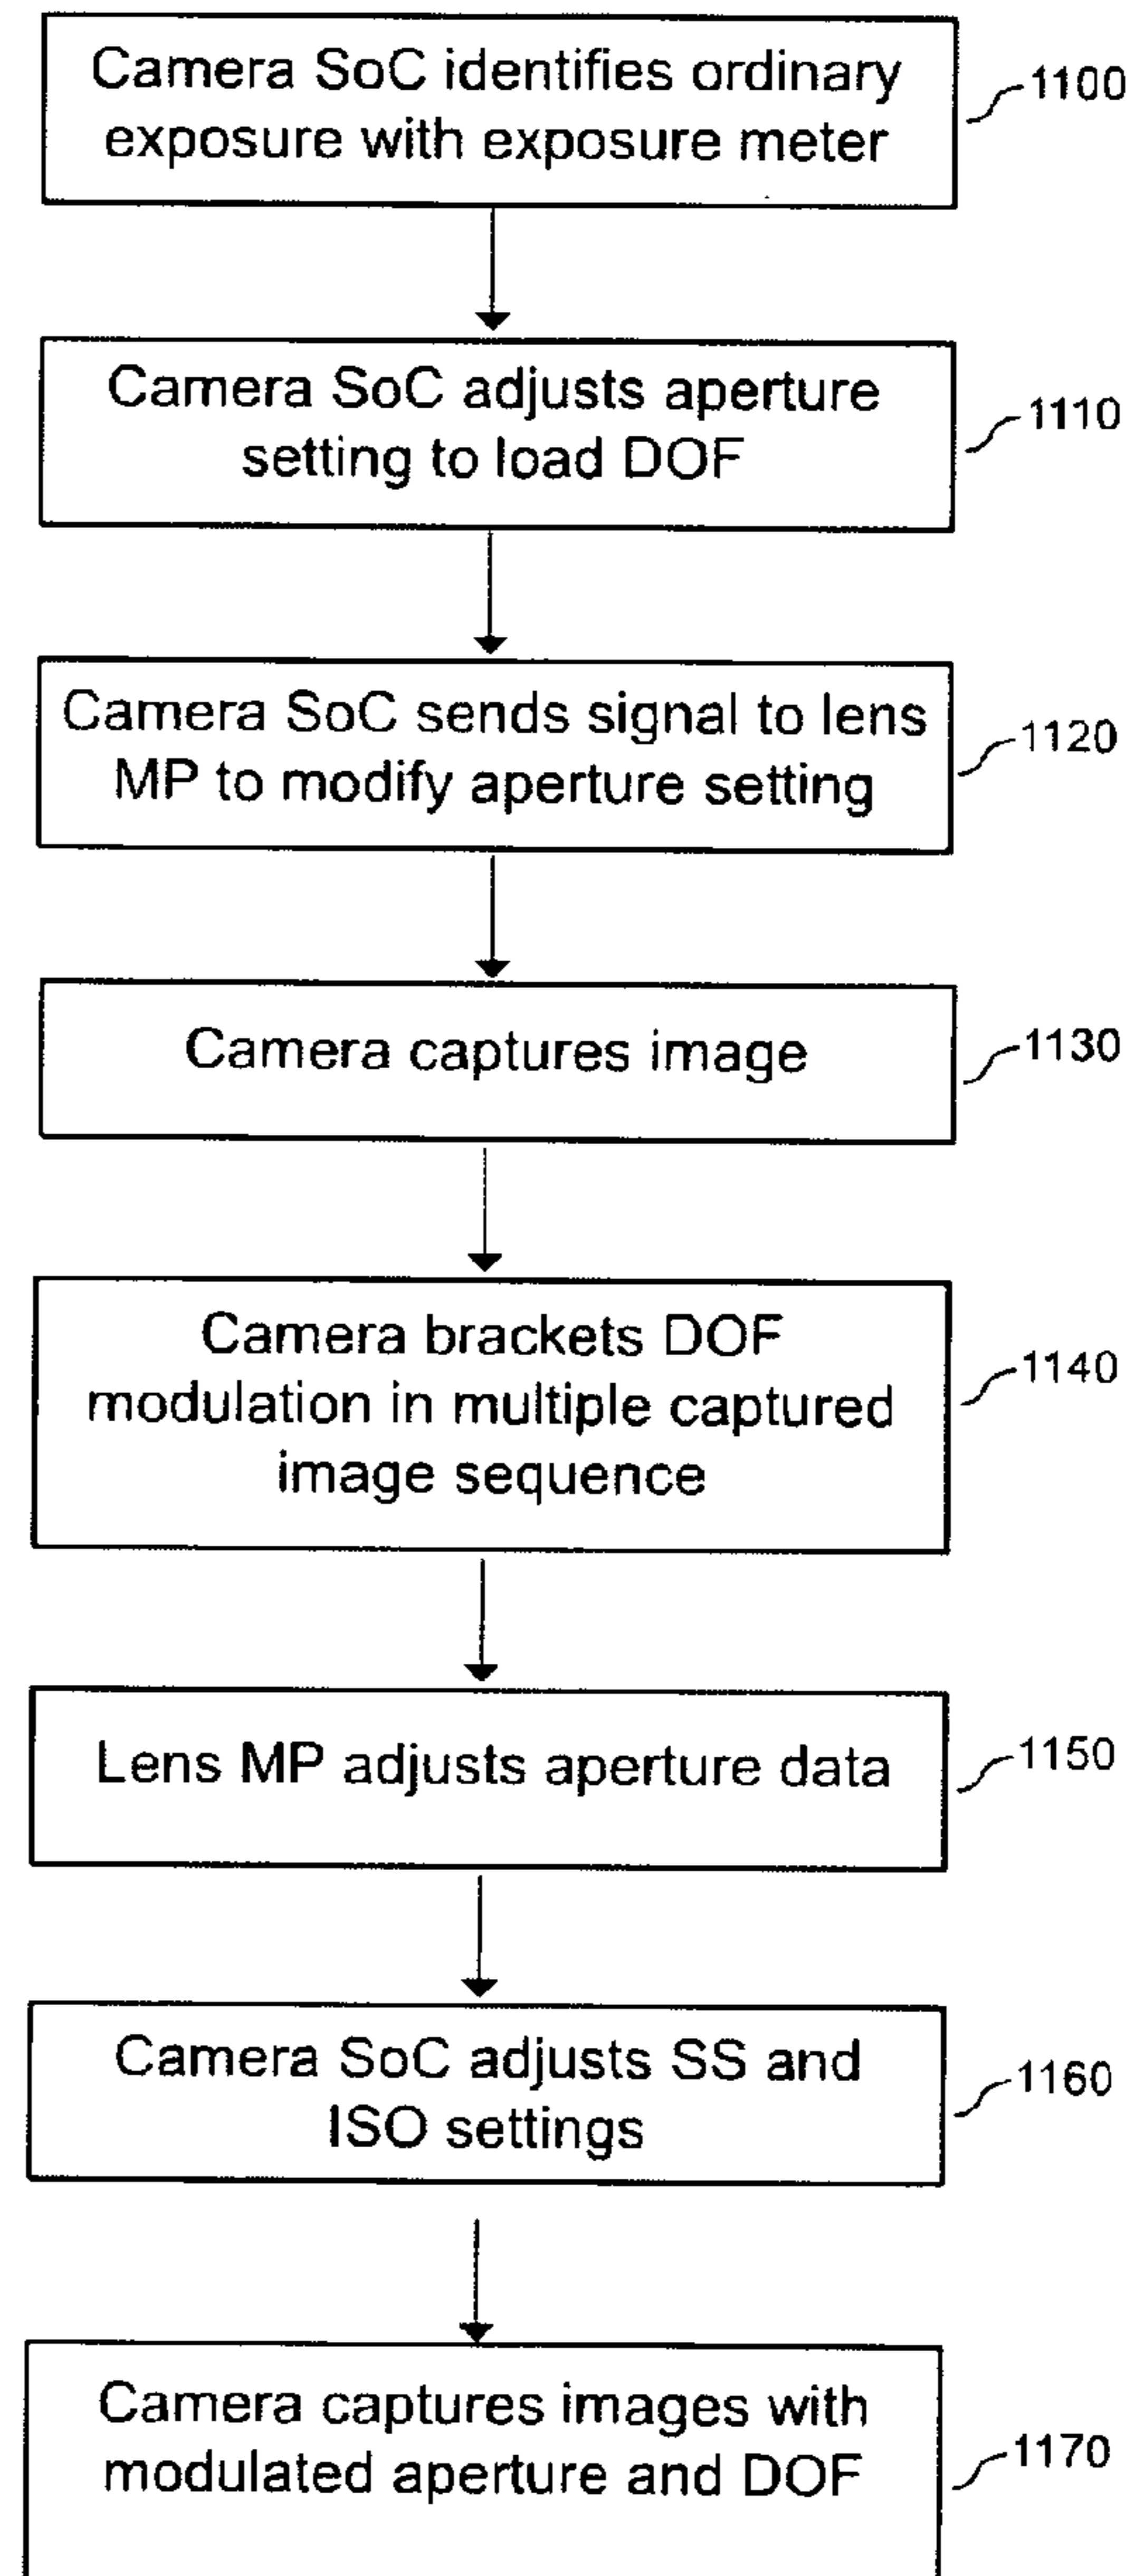 Camera SoC identifies ordinary
exposure with exposure meter
1100
Camera SoC adjusts aperture
setting to load DOF
1110
Camera SoC sends signal to lens
MP to modify aperture setting
1120
Camera captures image
1130
Camera brackets DOF
modulation in multiple captured
image sequence
1140
Lens MP adjusts aperture data
1150
Camera SoC adjusts SS and
ISO settings
1160
Camera captures images with
modulated aperture and DOF
1170